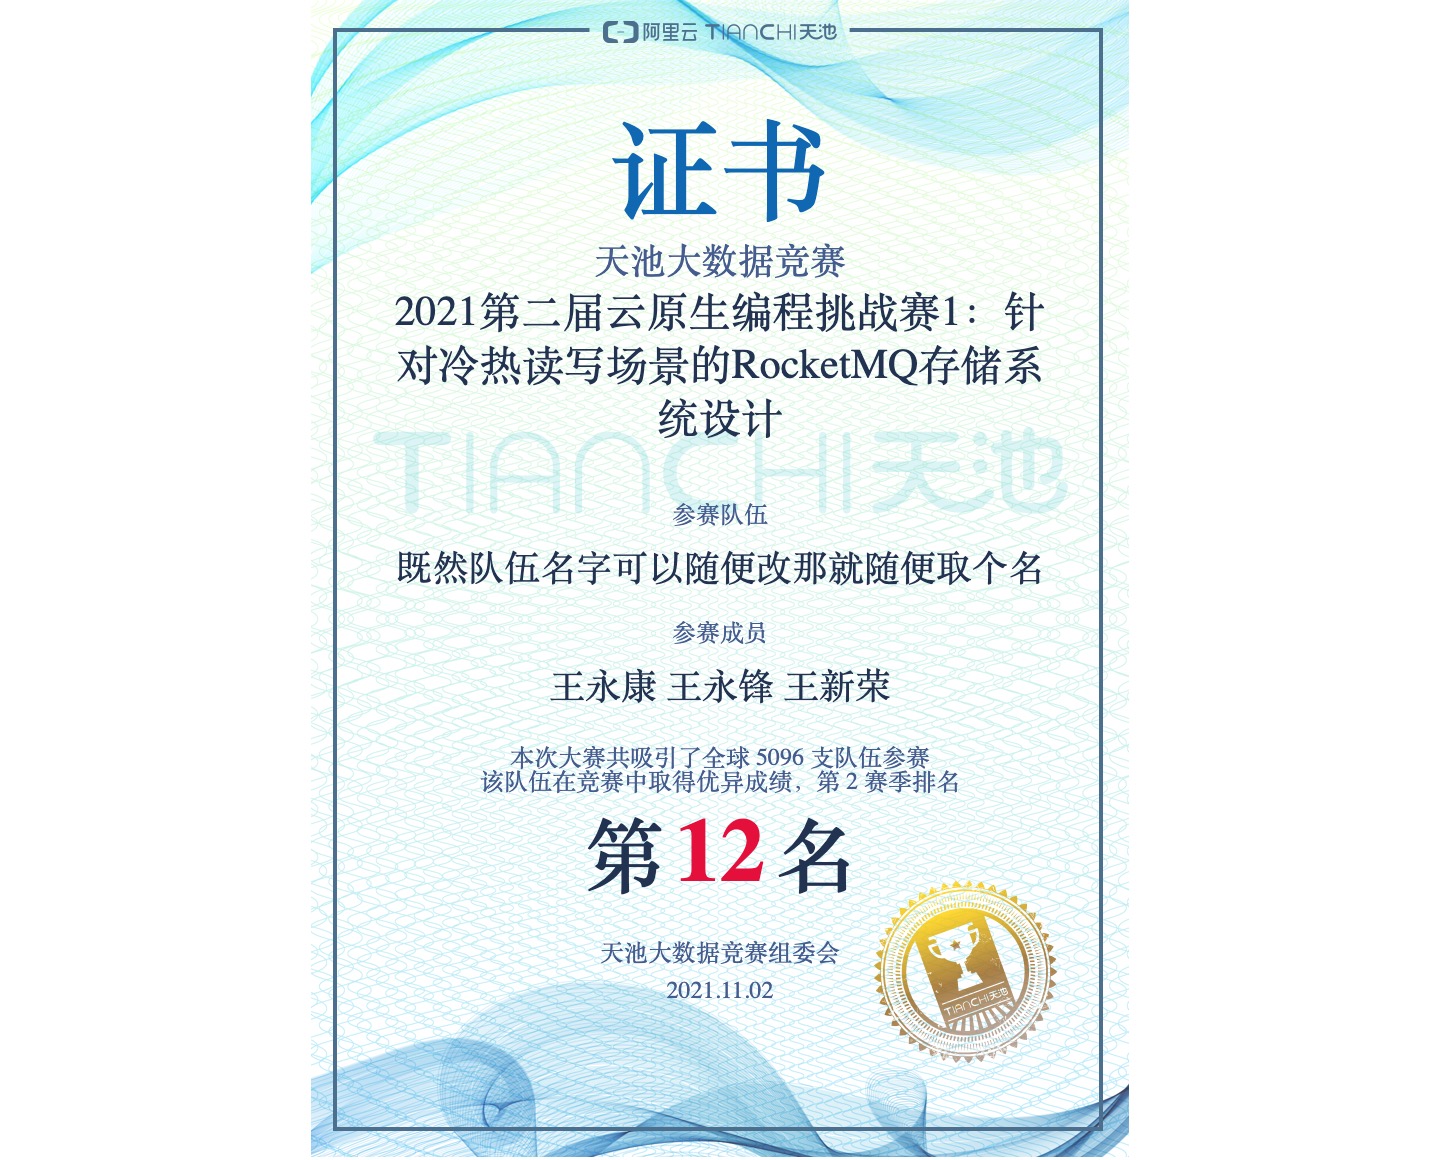 阿里云 TIANCHI天池
证书
天池大数据竞赛
2021第二届云原生编程挑战赛1：针
对冷热读写场景的RocketMQ存储系
统设计
TIANCHI天池
参赛队伍
既然队伍名字可以随便改那就随便取个名
参赛成员
王永康 王永锋 王新荣
本次大赛共吸引了全球 5096 支队伍参赛
该队伍在竞赛中取得优异成绩，第 2 赛季排名
第 12 名
天池大数据竞赛组委会
2021.11.02
TIANCHI天池